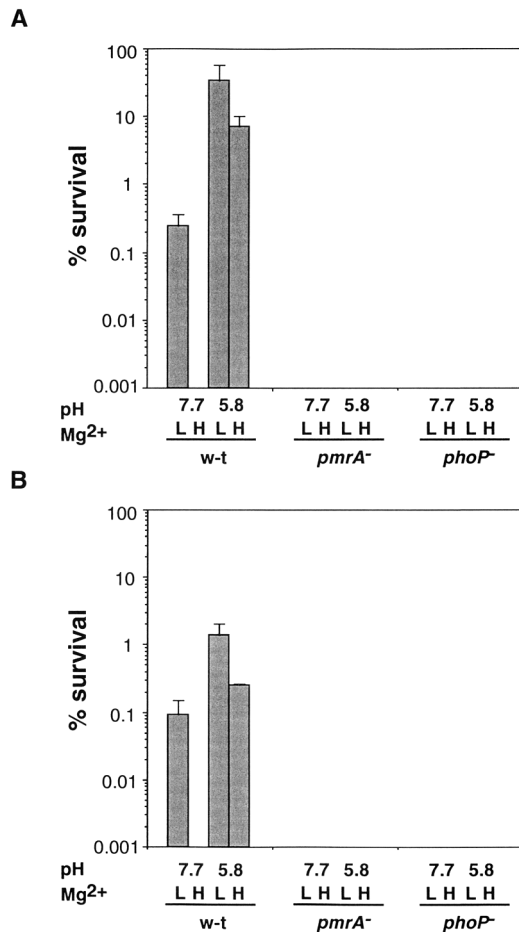 A
% survival
100
10
1
0.1
0.01
0.001
pH 7.7 5.8 7.7 5.8 7.7 5.8
Mg2+ L H L H L H L H L H L H
w-t pmrA- phoP-
B
% survival
100
10
1
0.1
0.01
0.001
pH 7.7 5.8 7.7 5.8 7.7 5.8
Mg2+ L H L H L H L H L H L H
w-t pmrA- phoP-